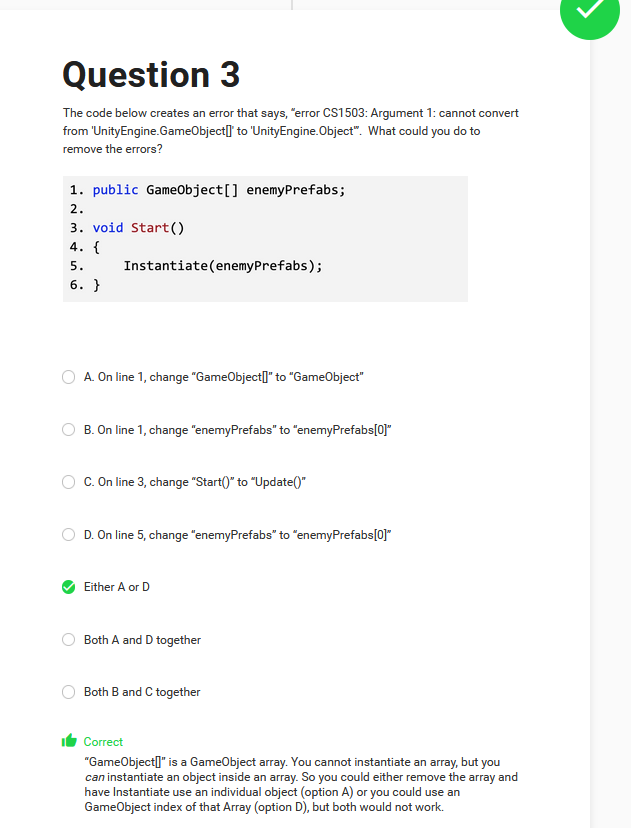 Question 3
The code below creates an error that says, “error CS1503: Argument 1: cannot convert
from 'UnityEngine.GameObject[]' to 'UnityEngine.Object'”.  What could you do to
remove the errors?
1. public GameObject[] enemyPrefabs;
2.
3. void Start()
4. {
5.     Instantiate(enemyPrefabs);
6. }
A. On line 1, change “GameObject[]” to “GameObject”
B. On line 1, change “enemyPrefabs” to “enemyPrefabs[0]”
C. On line 3, change “Start()” to “Update()”
D. On line 5, change “enemyPrefabs” to “enemyPrefabs[0]”
Either A or D
Both A and D together
Both B and C together
Correct
“GameObject[]” is a GameObject array. You cannot instantiate an array, but you
can instantiate an object inside an array. So you could either remove the array and
have Instantiate use an individual object (option A) or you could use an
GameObject index of that Array (option D), but both would not work.